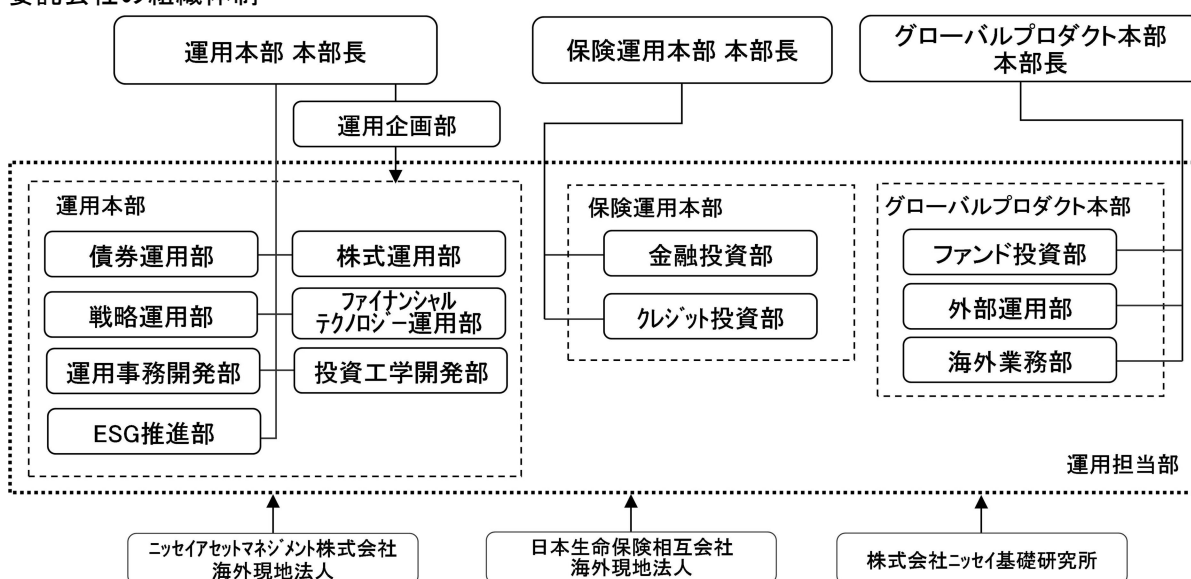 委託会社の組織体制
運用本部 本部長
保険運用本部 本部長
グローバルプロダクト本部
本部長
運用企画部
運用本部
債券運用部
株式運用部
戦略運用部
ファイナンシャル
テクノロジー運用部
運用事務開発部
投資工学開発部
ESG推進部
保険運用本部
金融投資部
クレジット投資部
グローバルプロダクト本部
ファンド投資部
外部運用部
海外業務部
運用担当部
ニッセイアセットマネジメント株式会社
海外現地法人
日本生命保険相互会社
海外現地法人
株式会社ニッセイ基礎研究所